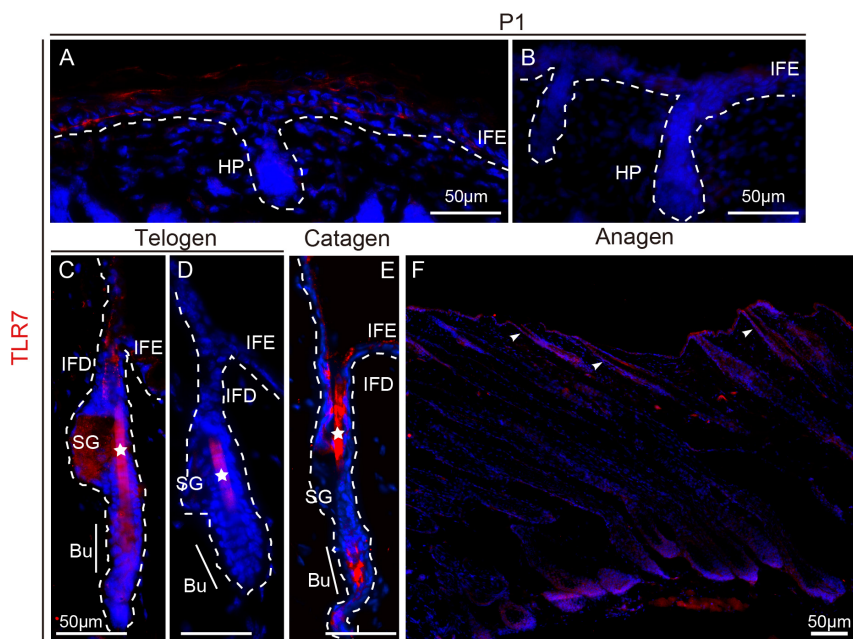 P1
TLR7
A
IFE
HP
50μm
B
IFE
HP
50μm
Telogen
Catagen
Anagen
C
IFD
IFE
SG
Bu
50μm
D
IFE
IFD
SG
Bu
E
IFE
IFD
SG
Bu
F
50μm